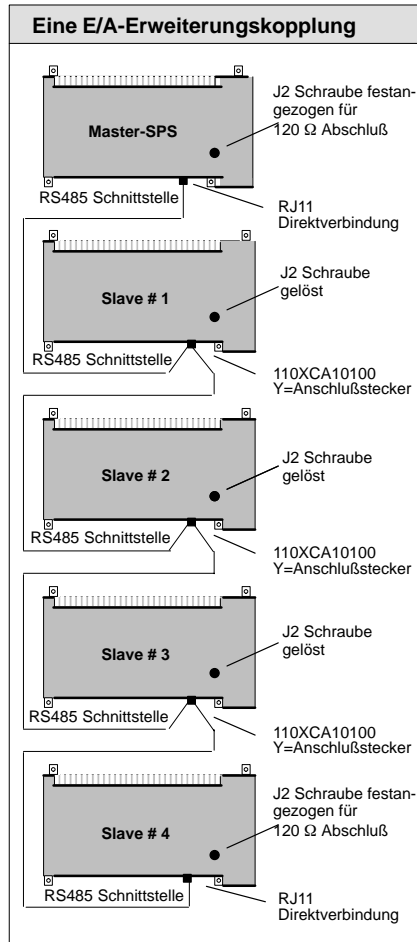 Eine E/A-Erweiterungskopplung
Master-SPS
J2 Schraube festan-
gezogen für
120 Ω Abschluß
RS485 Schnittstelle
RJ11
Direktverbindung
Slave # 1
J2 Schraube
gelöst
RS485 Schnittstelle
110XCA10100
Y=Anschlußstecker
Slave # 2
J2 Schraube
gelöst
RS485 Schnittstelle
110XCA10100
Y=Anschlußstecker
Slave # 3
J2 Schraube
gelöst
RS485 Schnittstelle
110XCA10100
Y=Anschlußstecker
Slave # 4
J2 Schraube festan-
gezogen für
120 Ω Abschluß
RS485 Schnittstelle
RJ11
Direktverbindung